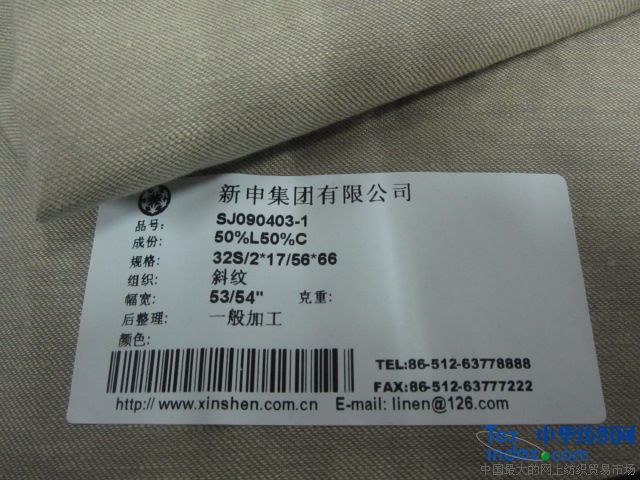 新申集团有限公司
品号: SJ090403-1
成份: 50%L50%C
规格: 32S/2*17/56*66
组织: 斜纹
幅宽: 53/54" 克重:
后整理: 一般加工
颜色:
TEL:86-512-63778888
FAX:86-512-63777222
http:// www.xinshen.com.cn E-mail: linen@126.com
Tex 中华纺织网
index.com
中国最大的网上纺织贸易市场